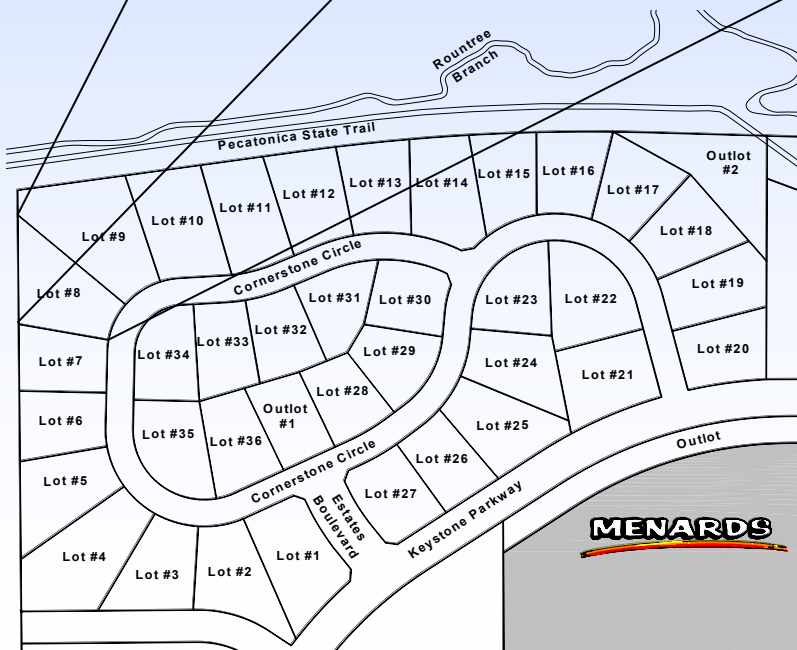 Rountree
Branch
Pecatonica State Trail
Outlot
#2
Lot #16
Lot #15
Lot #14
Lot #13
Lot #12
Lot #11
Lot #10
Lot #9
Lot #17
Lot #18
Lot #19
Lot #20
Lot #8
Cornerstone Circle
Lot #31
Lot #30
Lot #23
Lot #22
Lot #32
Lot #33
Lot #34
Lot #29
Lot #7
Lot #24
Lot #21
Lot #28
Outlot
#1
Lot #6
Lot #35
Lot #36
Lot #25
Outlot
Cornerstone Circle
Lot #26
Lot #5
Lot #27
Keystone Parkway
Estates
Boulevard
MENARDS
Lot #4
Lot #3
Lot #2
Lot #1